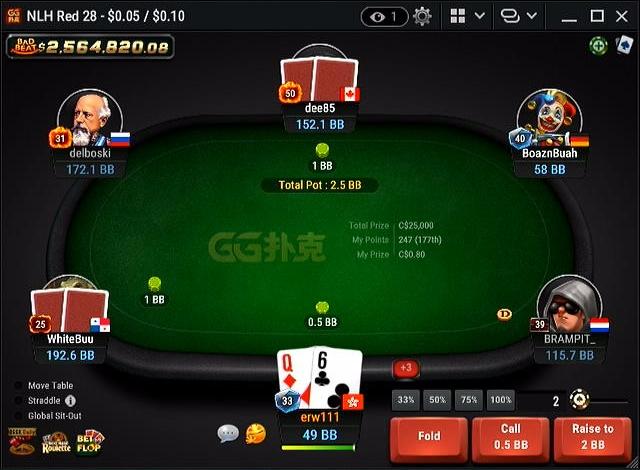 NLH Red 28 - $0.05 / $0.10
1
BAD BEAT $2,564,820.08
50
dee85
152.1 BB
31
delboski
172.1 BB
40
BoaznBuah
58 BB
1 BB
Total Pot : 2.5 BB
GG扑克
Total Prize C$25,000
My Points 247 (177th)
My Prize C$0.80
1 BB
0.5 BB
D
25
WhiteBuu
192.6 BB
39
BRAMPIT_
115.7 BB
Q 6
33
erw111
49 BB
+3
Move Table
Straddle
Global Sit-Out
33% 50% 75% 100% 2
Roulette
BET FLOP
Fold
Call
0.5 BB
Raise to
2 BB